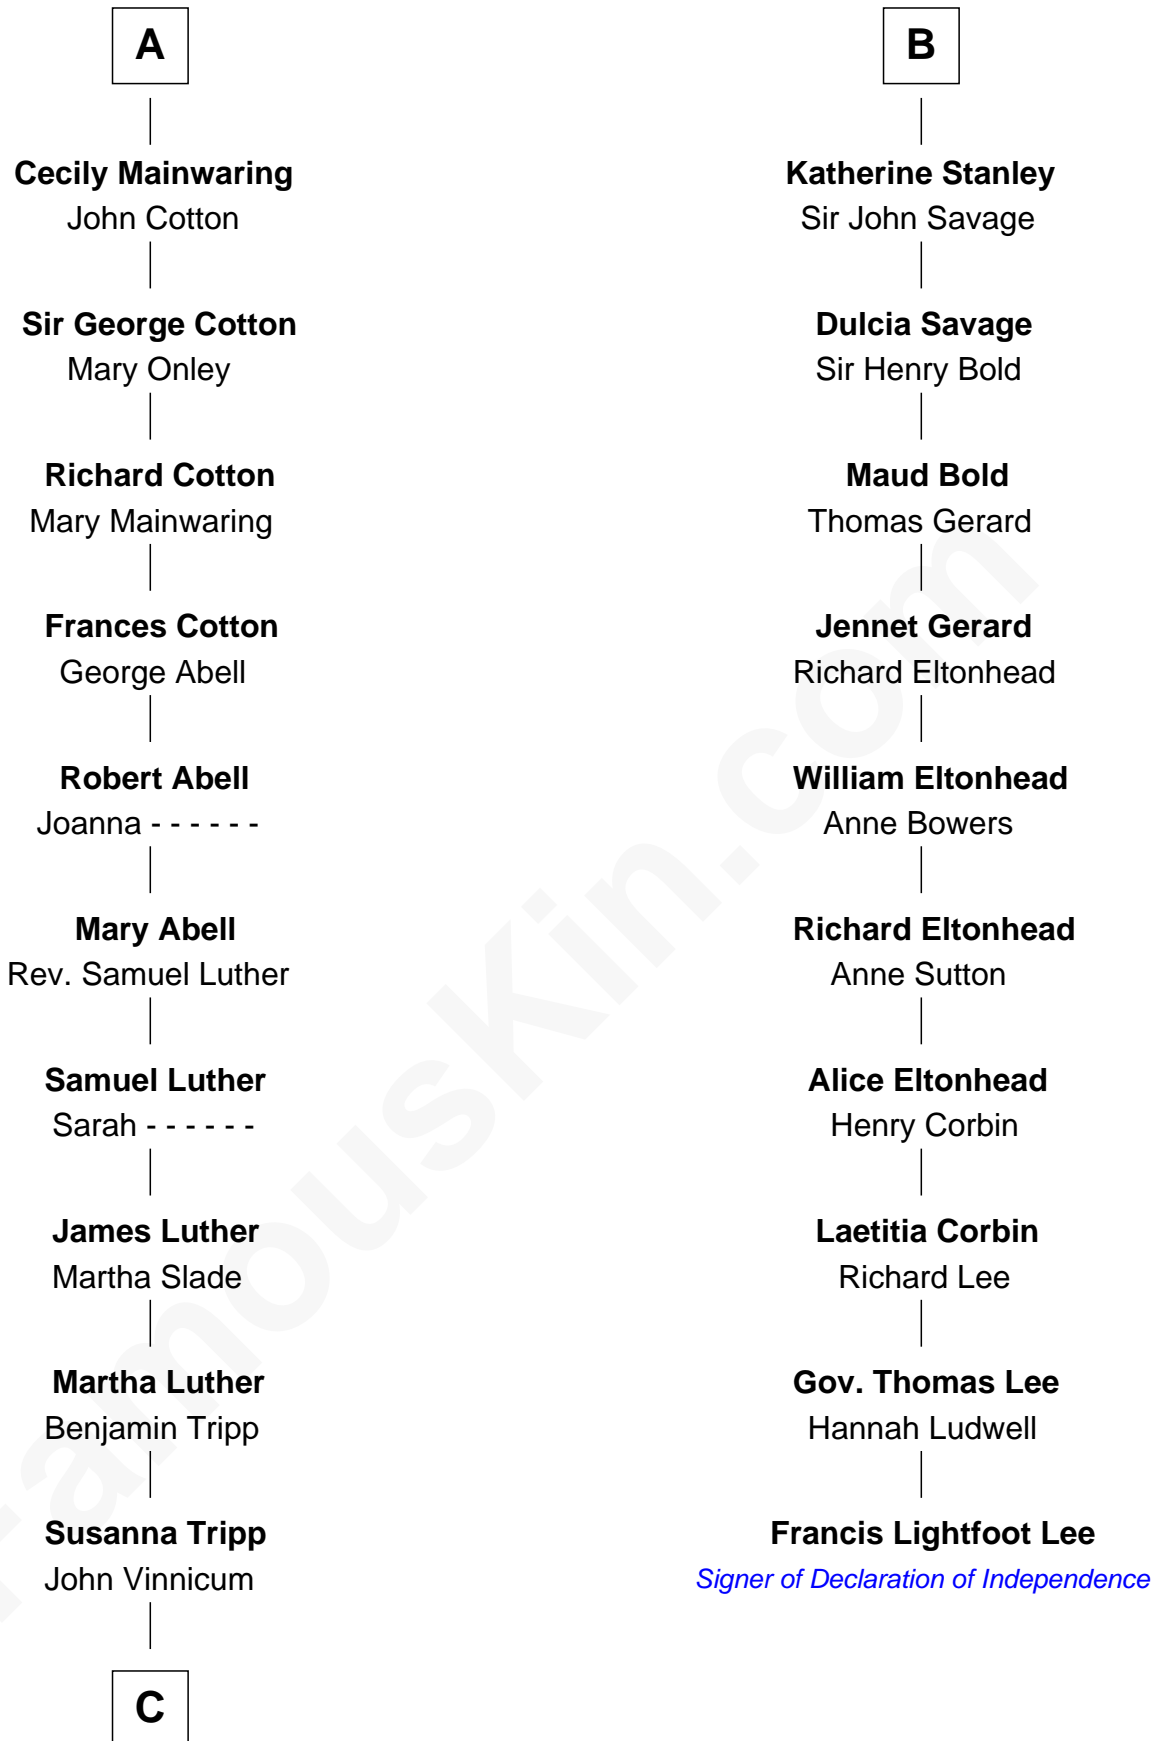 A
Cecily Mainwaring
John Cotton
Sir George Cotton
Mary Onley
Richard Cotton
Mary Mainwaring
Frances Cotton
George Abell
Robert Abell
Joanna - - - - - -
Mary Abell
Rev. Samuel Luther
Samuel Luther
Sarah - - - - - -
James Luther
Martha Slade
Martha Luther
Benjamin Tripp
Susanna Tripp
John Vinnicum
C
B
Katherine Stanley
Sir John Savage
Dulcia Savage
Sir Henry Bold
Maud Bold
Thomas Gerard
Jennet Gerard
Richard Eltonhead
William Eltonhead
Anne Bowers
Richard Eltonhead
Anne Sutton
Alice Eltonhead
Henry Corbin
Laetitia Corbin
Richard Lee
Gov. Thomas Lee
Hannah Ludwell
Francis Lightfoot Lee
Signer of Declaration of Independence
FamousKin.com